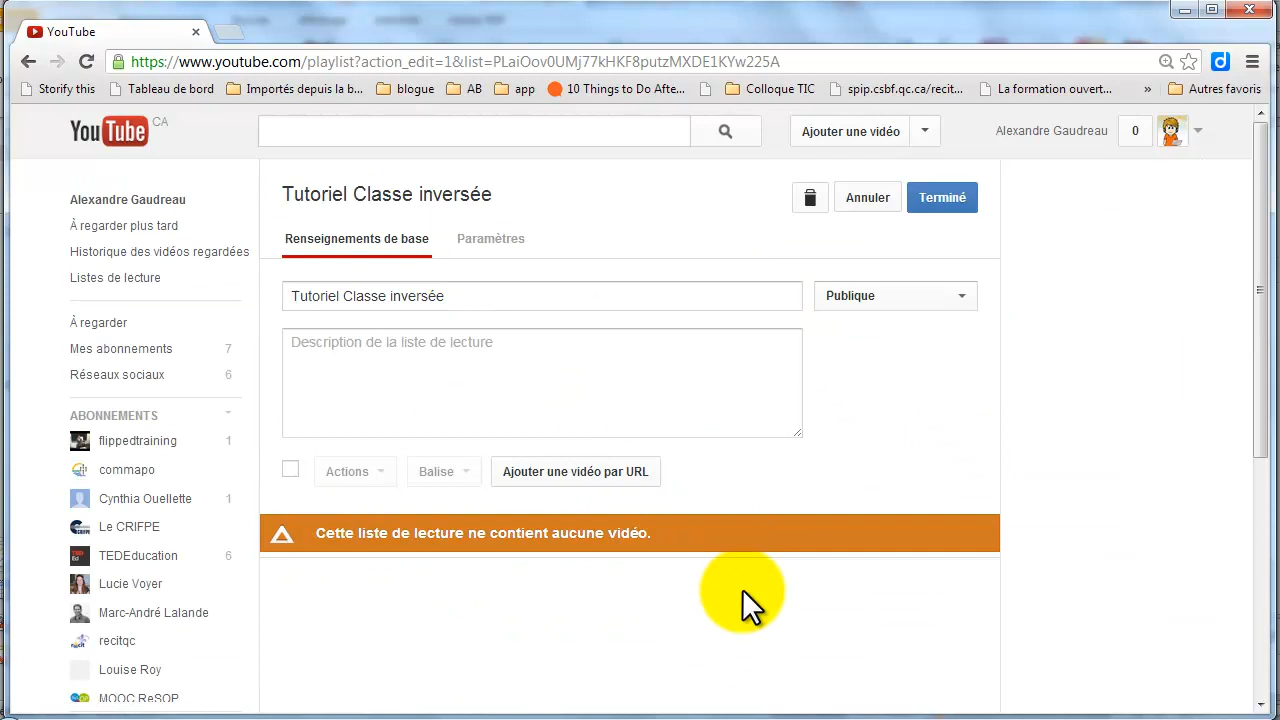 YouTube
https://www.youtube.com/playlist?action_edit=1&list=PLaiOov0UMj77kHKF8putzMXDE1KYw225A
Storify this
Tableau de bord
Importés depuis la b...
blogue
AB
app
10 Things to Do Afte...
Colloque TIC
spip.csbf.qc.ca/recit...
La formation ouvert...
»
Autres favoris
YouTube CA
Ajouter une vidéo
Alexandre Gaudreau
0
Alexandre Gaudreau
À regarder plus tard
Historique des vidéos regardées
Listes de lecture
À regarder
Mes abonnements 7
Réseaux sociaux 6
ABONNEMENTS
flippedtraining 1
commapo
Cynthia Ouellette 1
Le CRIFPE
TEDEducation 6
Lucie Voyer
Marc-André Lalande
recitqc
Louise Roy
MOOC ReSOP
Tutoriel Classe inversée
Annuler
Terminé
Renseignements de base
Paramètres
Tutoriel Classe inversée
Publique
Description de la liste de lecture
Actions
Balise
Ajouter une vidéo par URL
Cette liste de lecture ne contient aucune vidéo.